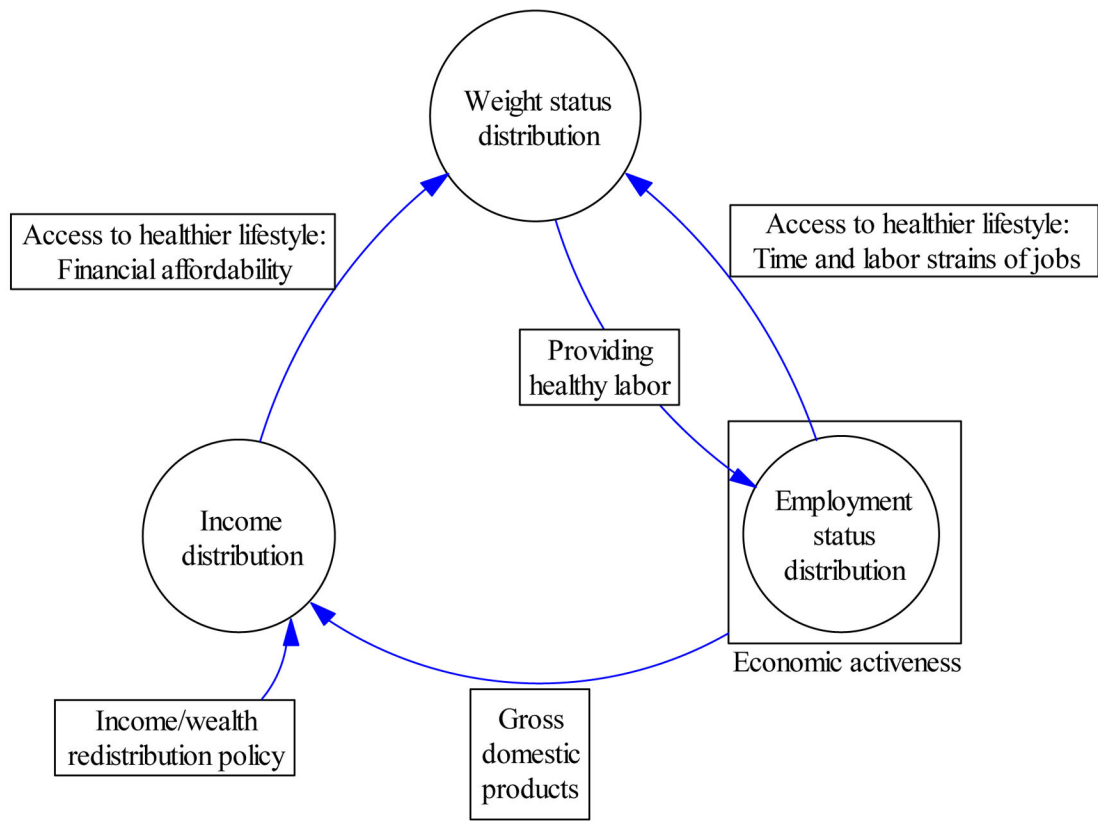 Weight status
distribution
Access to healthier lifestyle:
Financial affordability
Access to healthier lifestyle:
Time and labor strains of jobs
Providing
healthy labor
Income
distribution
Employment
status
distribution
Economic activeness
Income/wealth
redistribution policy
Gross
domestic
products